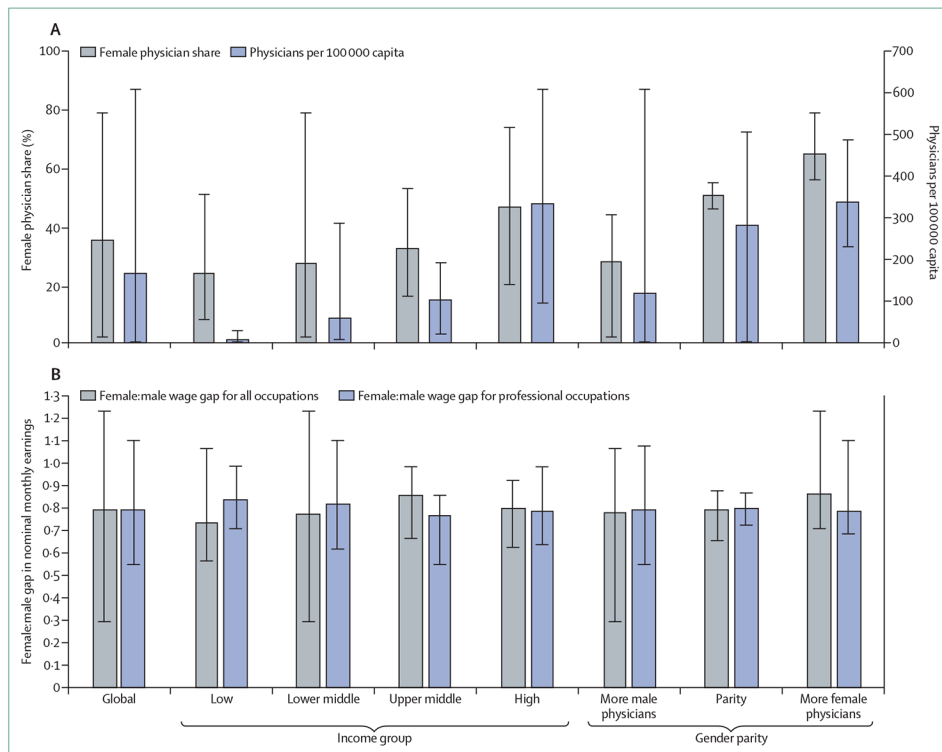 A
Female physician share
Physicians per 100 000 capita
100
80
60
40
20
0
Female physician share (%)
700
600
500
400
300
200
100
0
Physicians per
100 000 capita
B
Female:male wage gap for all occupations
Female:male wage gap for professional occupations
1·3
1·2
1·1
1·0
0·9
0·8
0·7
0·6
0·5
0·4
0·3
0·2
0·1
0
Female:male gap in nominal monthly earnings
Global
Low
Lower middle
Upper middle
High
More male
physicians
Parity
More female
physicians
Income group
Gender parity